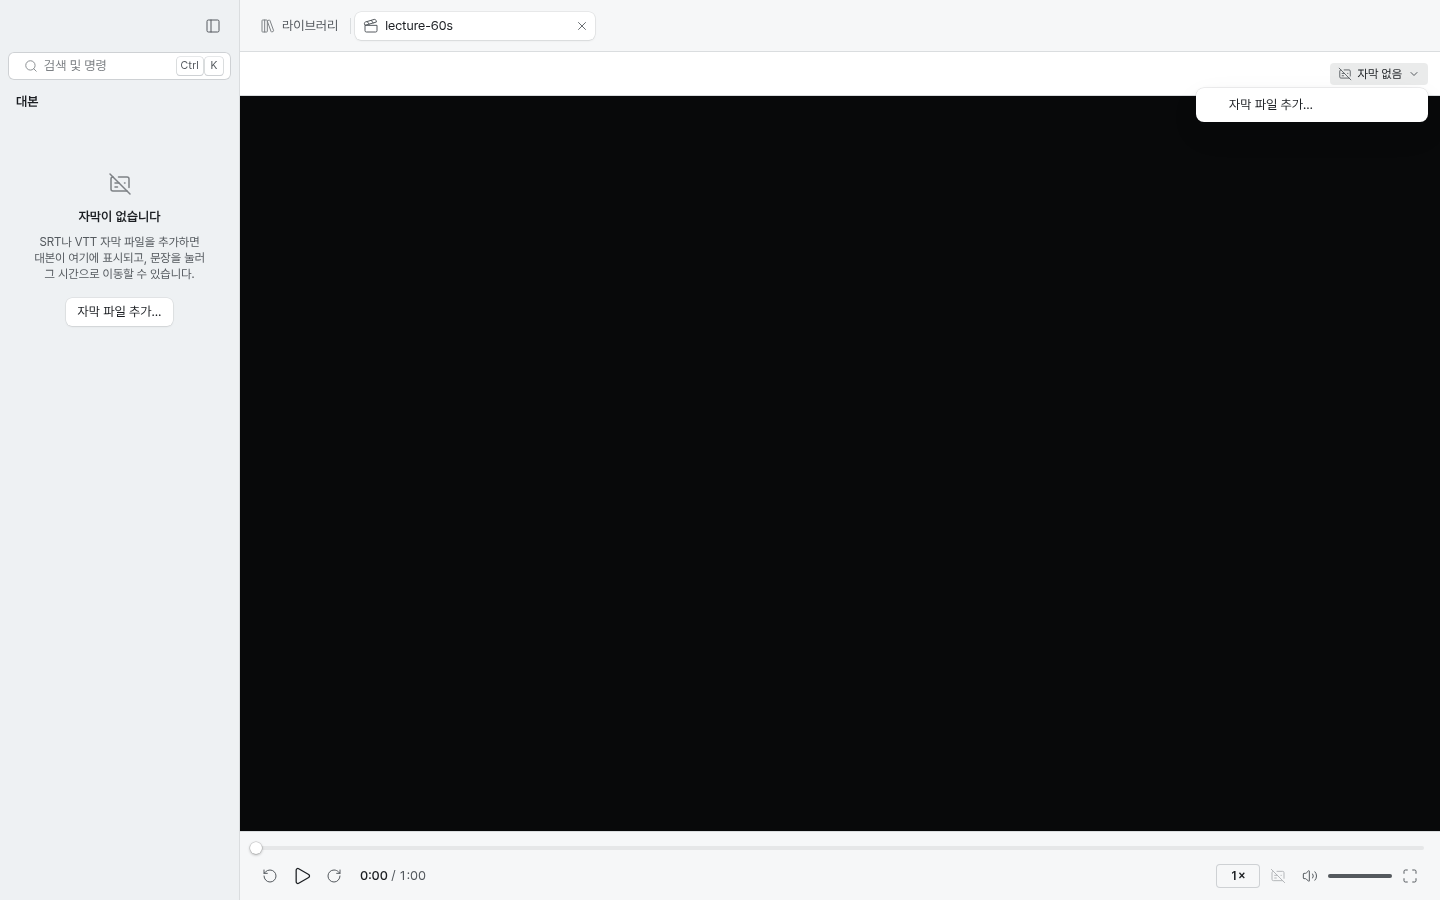 라이브러리
lecture-60s
검색 및 명령
Ctrl K
대본
자막 없음
자막 파일 추가...
자막이 없습니다
SRT나 VTT 자막 파일을 추가하면
대본이 여기에 표시되고, 문장을 눌러
그 시간으로 이동할 수 있습니다.
자막 파일 추가...
0:00 / 1:00
1×